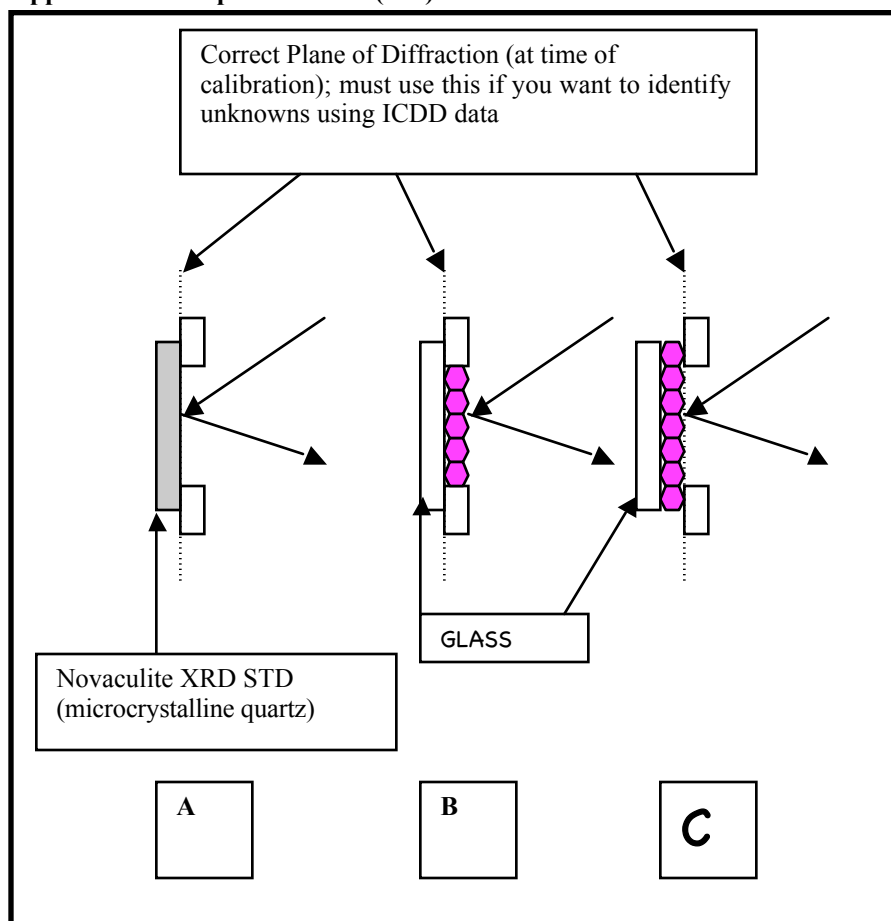 Correct Plane of Diffraction (at time of
calibration); must use this if you want to identify
unknowns using ICDD data
GLASS
Novaculite XRD STD
(microcrystalline quartz)
A
B
C